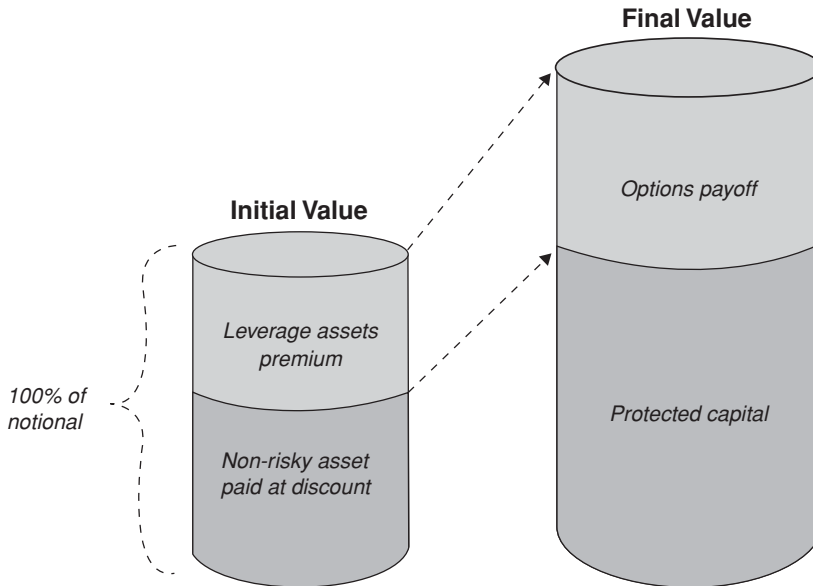 Final Value
Options payoff
Initial Value
Leverage assets
premium
100% of
notional
Non-risky asset
paid at discount
Protected capital